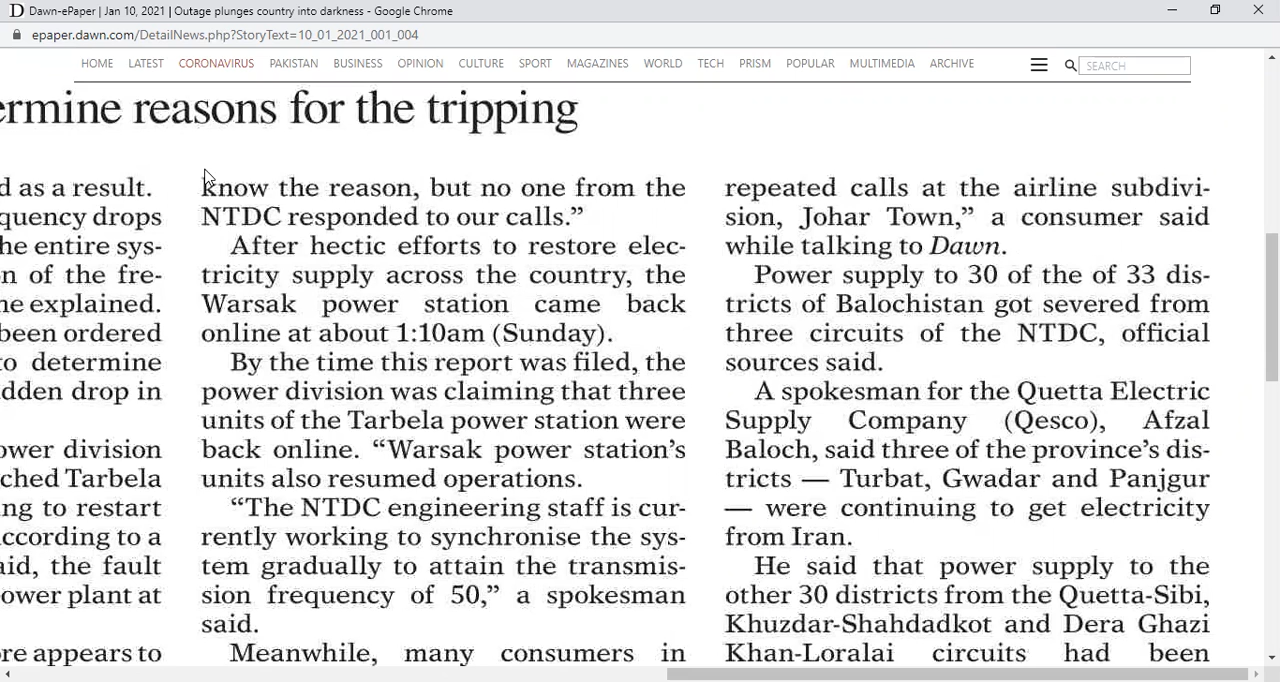 Dawn-ePaper | Jan 10, 2021 | Outage plunges country into darkness - Google Chrome
epaper.dawn.com/DetailNews.php?StoryText=10_01_2021_001_004
HOME LATEST CORONAVIRUS PAKISTAN BUSINESS OPINION CULTURE SPORT MAGAZINES WORLD TECH PRISM POPULAR MULTIMEDIA ARCHIVE SEARCH
ermine reasons for the tripping
d as a result.
quency drops
he entire sys-
n of the fre-
ne explained.
been ordered
to determine
dden drop in
ower division
ched Tarbela
ng to restart
ccording to a
aid, the fault
ower plant at
re appears to
know the reason, but no one from the
NTDC responded to our calls.”
After hectic efforts to restore elec-
tricity supply across the country, the
Warsak power station came back
online at about 1:10am (Sunday).
By the time this report was filed, the
power division was claiming that three
units of the Tarbela power station were
back online. “Warsak power station’s
units also resumed operations.
“The NTDC engineering staff is cur-
rently working to synchronise the sys-
tem gradually to attain the transmis-
sion frequency of 50,” a spokesman
said.
Meanwhile, many consumers in
repeated calls at the airline subdivi-
sion, Johar Town,” a consumer said
while talking to Dawn.
Power supply to 30 of the of 33 dis-
tricts of Balochistan got severed from
three circuits of the NTDC, official
sources said.
A spokesman for the Quetta Electric
Supply Company (Qesco), Afzal
Baloch, said three of the province’s dis-
tricts — Turbat, Gwadar and Panjgur
— were continuing to get electricity
from Iran.
He said that power supply to the
other 30 districts from the Quetta-Sibi,
Khuzdar-Shahdadkot and Dera Ghazi
Khan-Loralai circuits had been